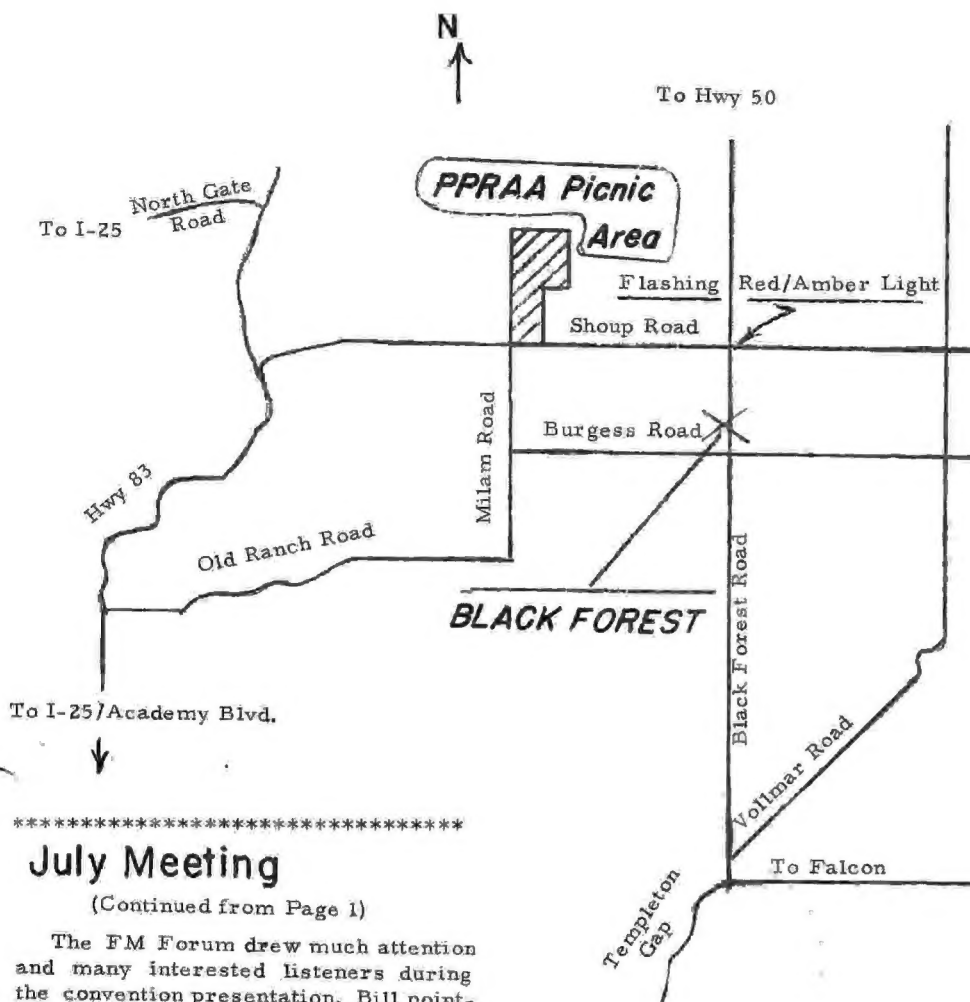 N
To Hwy 50
PPRAA Picnic
Area
North Gate
Road
To I-25
Flashing Red/Amber Light
Shoup Road
Milam Road
Burgess Road
Hwy 83
Old Ranch Road
BLACK FOREST
Black Forest Road
To I-25/Academy Blvd.
Vollmar Road
To Falcon
Templeton
Gap
**********************************
July Meeting
(Continued from Page 1)
The FM Forum drew much attention
and many interested listeners during
the convention presentation. Bill point-